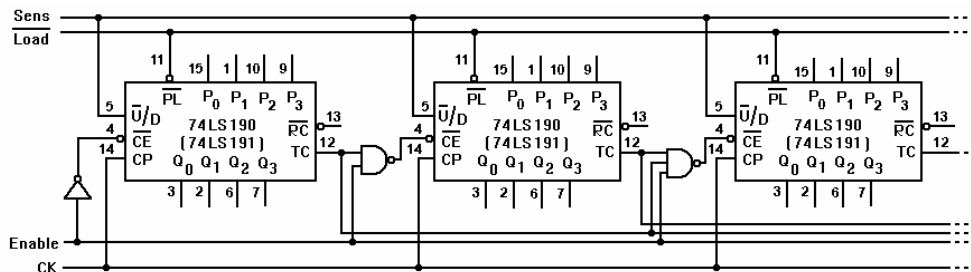 Sens
Load
11 15 1 10 9
PL P0 P1 P2 P3
5 U/D
74LS190
4 CE
(74LS191)
RC 13
14 CP
TC 12
Q0 Q1 Q2 Q3
3 2 6 7
11 15 1 10 9
PL P0 P1 P2 P3
5 U/D
74LS190
4 CE
(74LS191)
RC 13
14 CP
TC 12
Q0 Q1 Q2 Q3
3 2 6 7
11 15 1 10 9
PL P0 P1 P2 P3
5 U/D
74LS190
4 CE
(74LS191)
RC 13
14 CP
TC 12
Q0 Q1 Q2 Q3
3 2 6 7
Enable
CK